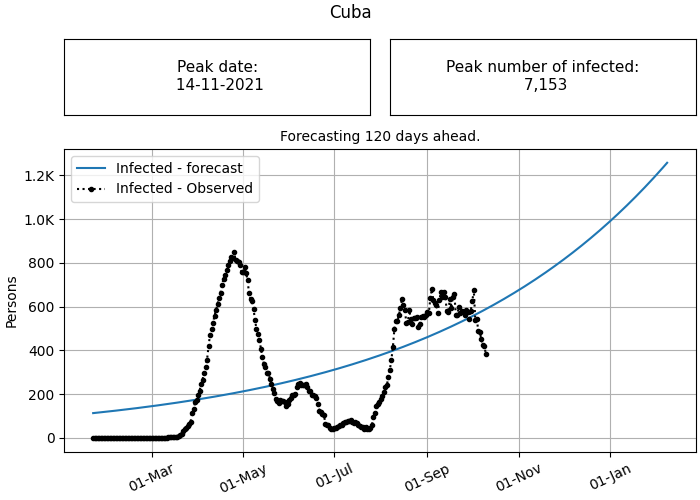 Cuba
Peak date:
14-11-2021
Peak number of infected:
7,153
Forecasting 120 days ahead.
Infected - forecast
Infected - Observed
1.2K
1.0K
800
600
400
200
0
Persons
01-Mar
01-May
01-Jul
01-Sep
01-Nov
01-Jan